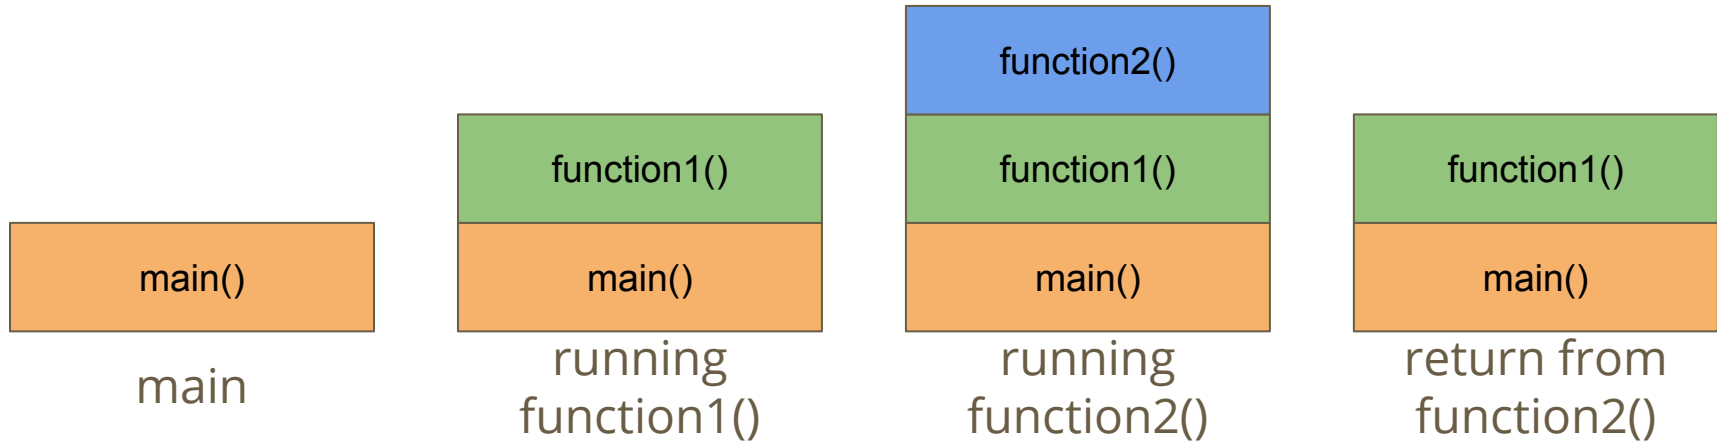 main()
main
function1()
main()
running
function1()
function2()
function1()
main()
running
function2()
function1()
main()
return from
function2()